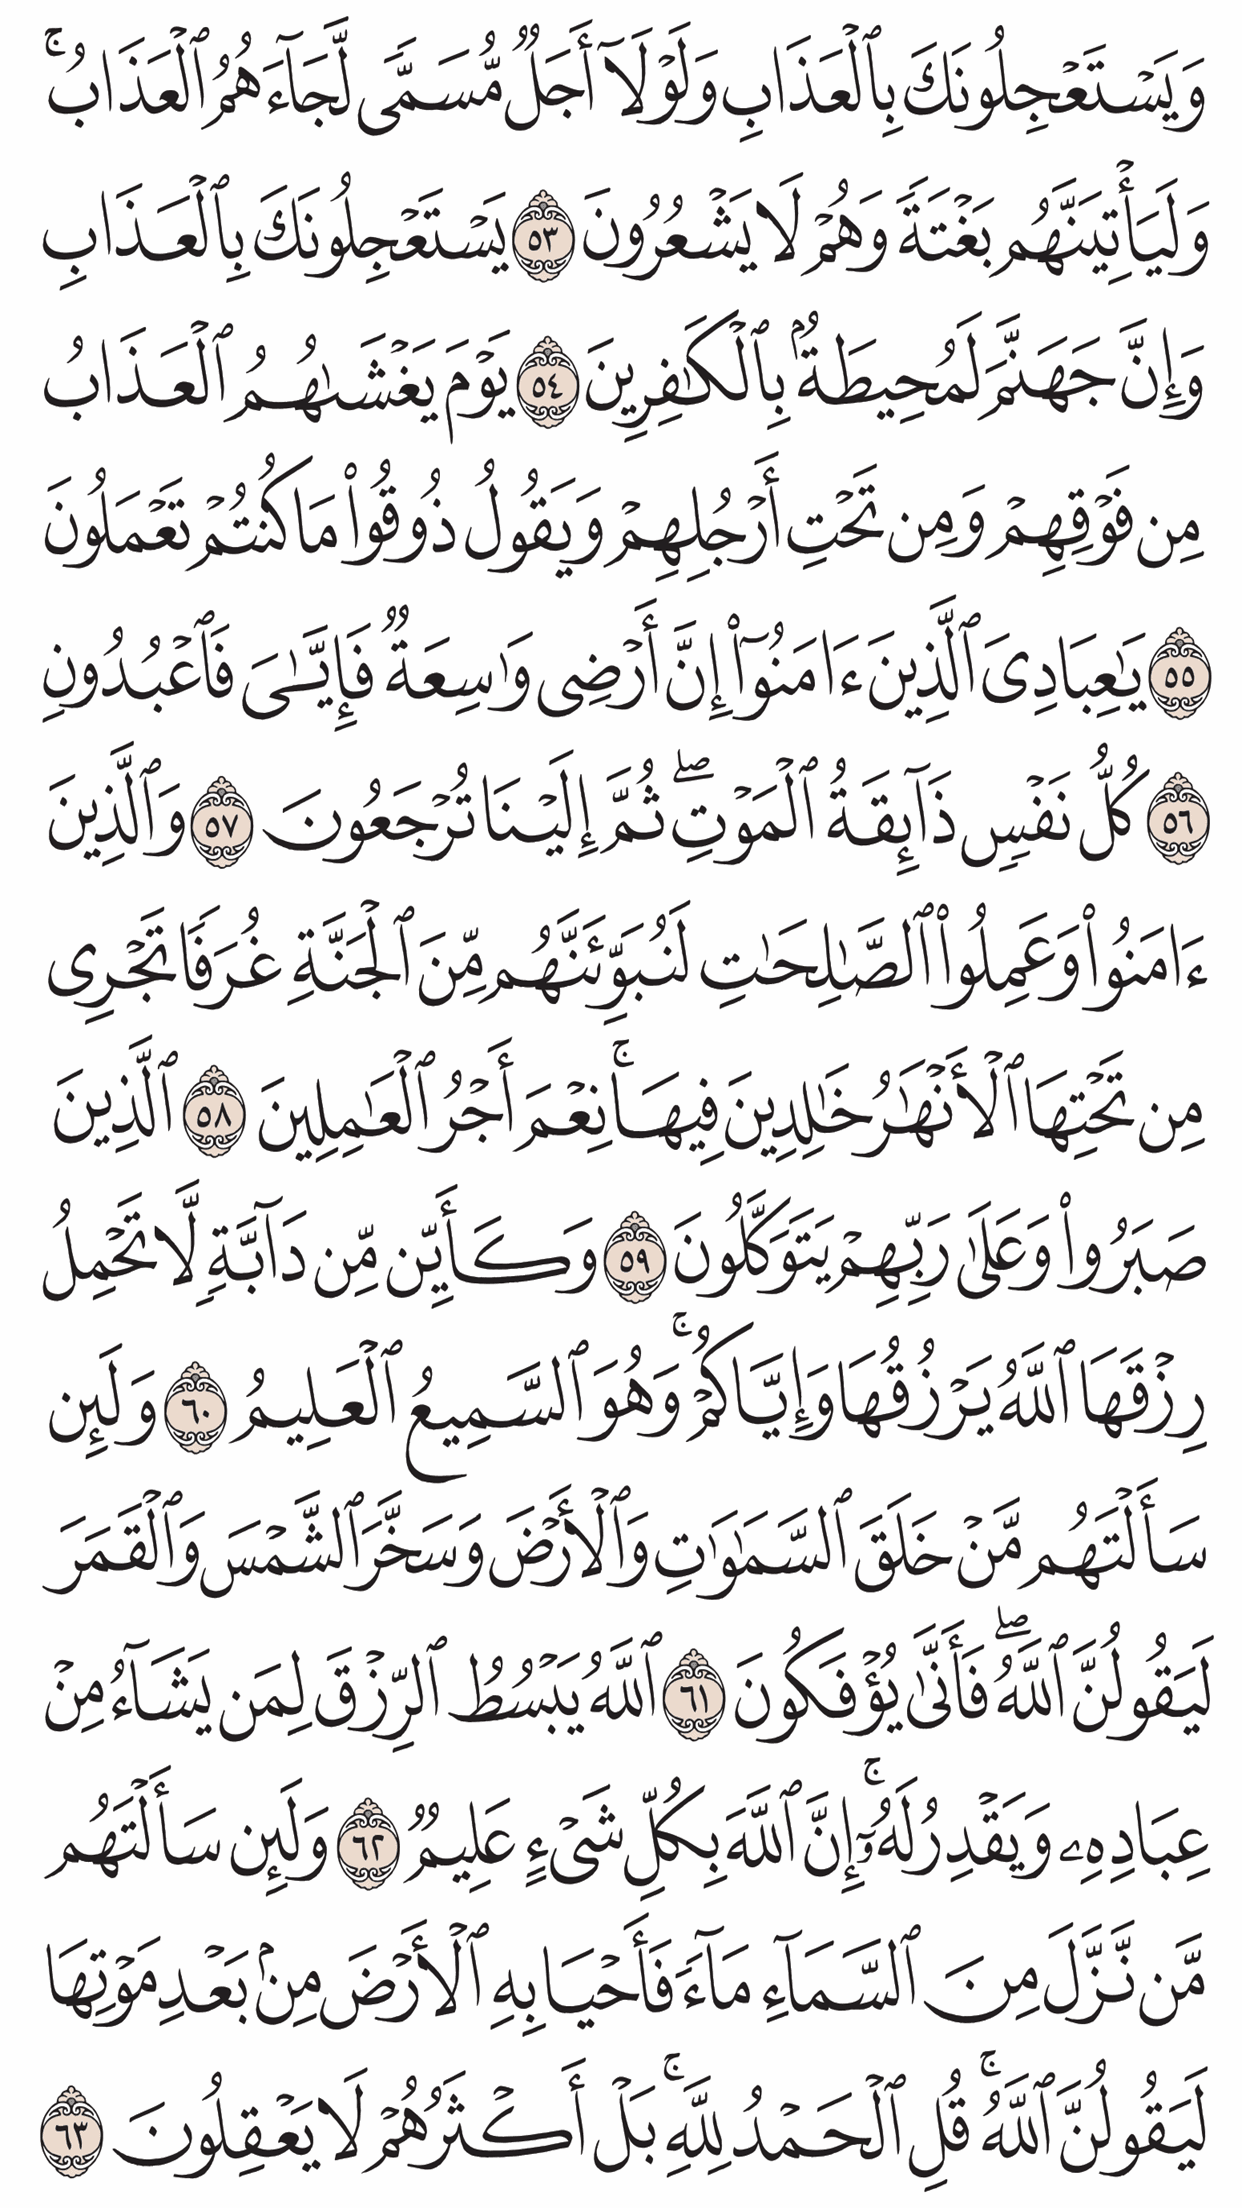 وَيَسْتَعْجِلُونَكَ بِٱلْعَذَابِ وَلَوْلَآ أَجَلٌ مُّسَمًّى لَّجَآءَهُمُ ٱلْعَذَابُ ۚ
وَلَيَأْتِيَنَّهُم بَغْتَةً وَهُمْ لَا يَشْعُرُونَ ٥٣ يَسْتَعْجِلُونَكَ بِٱلْعَذَابِ
وَإِنَّ جَهَنَّمَ لَمُحِيطَةٌۢ بِٱلْكَـٰفِرِينَ ٥٤ يَوْمَ يَغْشَىٰهُمُ ٱلْعَذَابُ
مِن فَوْقِهِمْ وَمِن تَحْتِ أَرْجُلِهِمْ وَيَقُولُ ذُوقُوا۟ مَا كُنتُمْ تَعْمَلُونَ
٥٥ يَـٰعِبَادِىَ ٱلَّذِينَ ءَامَنُوٓا۟ إِنَّ أَرْضِى وَٰسِعَةٌ فَإِيَّـٰىَ فَٱعْبُدُونِ
٥٦ كُلُّ نَفْسٍ ذَآئِقَةُ ٱلْمَوْتِ ۖ ثُمَّ إِلَيْنَا تُرْجَعُونَ ٥٧ وَٱلَّذِينَ
ءَامَنُوا۟ وَعَمِلُوا۟ ٱلصَّـٰلِحَـٰتِ لَنُبَوِّئَنَّهُم مِّنَ ٱلْجَنَّةِ غُرَفًا تَجْرِى
مِن تَحْتِهَا ٱلْأَنْهَـٰرُ خَـٰلِدِينَ فِيهَا ۚ نِعْمَ أَجْرُ ٱلْعَـٰمِلِينَ ٥٨ ٱلَّذِينَ
صَبَرُوا۟ وَعَلَىٰ رَبِّهِمْ يَتَوَكَّلُونَ ٥٩ وَكَأَيِّن مِّن دَآبَّةٍ لَّا تَحْمِلُ
رِزْقَهَا ٱللَّهُ يَرْزُقُهَا وَإِيَّاكُمْ ۚ وَهُوَ ٱلسَّمِيعُ ٱلْعَلِيمُ ٦٠ وَلَئِن
سَأَلْتَهُم مَّنْ خَلَقَ ٱلسَّمَـٰوَٰتِ وَٱلْأَرْضَ وَسَخَّرَ ٱلشَّمْسَ وَٱلْقَمَرَ
لَيَقُولُنَّ ٱللَّهُ ۖ فَأَنَّىٰ يُؤْفَكُونَ ٦١ ٱللَّهُ يَبْسُطُ ٱلرِّزْقَ لِمَن يَشَآءُ مِنْ
عِبَادِهِۦ وَيَقْدِرُ لَهُۥٓ ۚ إِنَّ ٱللَّهَ بِكُلِّ شَىْءٍ عَلِيمٌ ٦٢ وَلَئِن سَأَلْتَهُم
مَّن نَّزَّلَ مِنَ ٱلسَّمَآءِ مَآءً فَأَحْيَا بِهِ ٱلْأَرْضَ مِنۢ بَعْدِ مَوْتِهَا
لَيَقُولُنَّ ٱللَّهُ ۚ قُلِ ٱلْحَمْدُ لِلَّهِ ۚ بَلْ أَكْثَرُهُمْ لَا يَعْقِلُونَ ٦٣